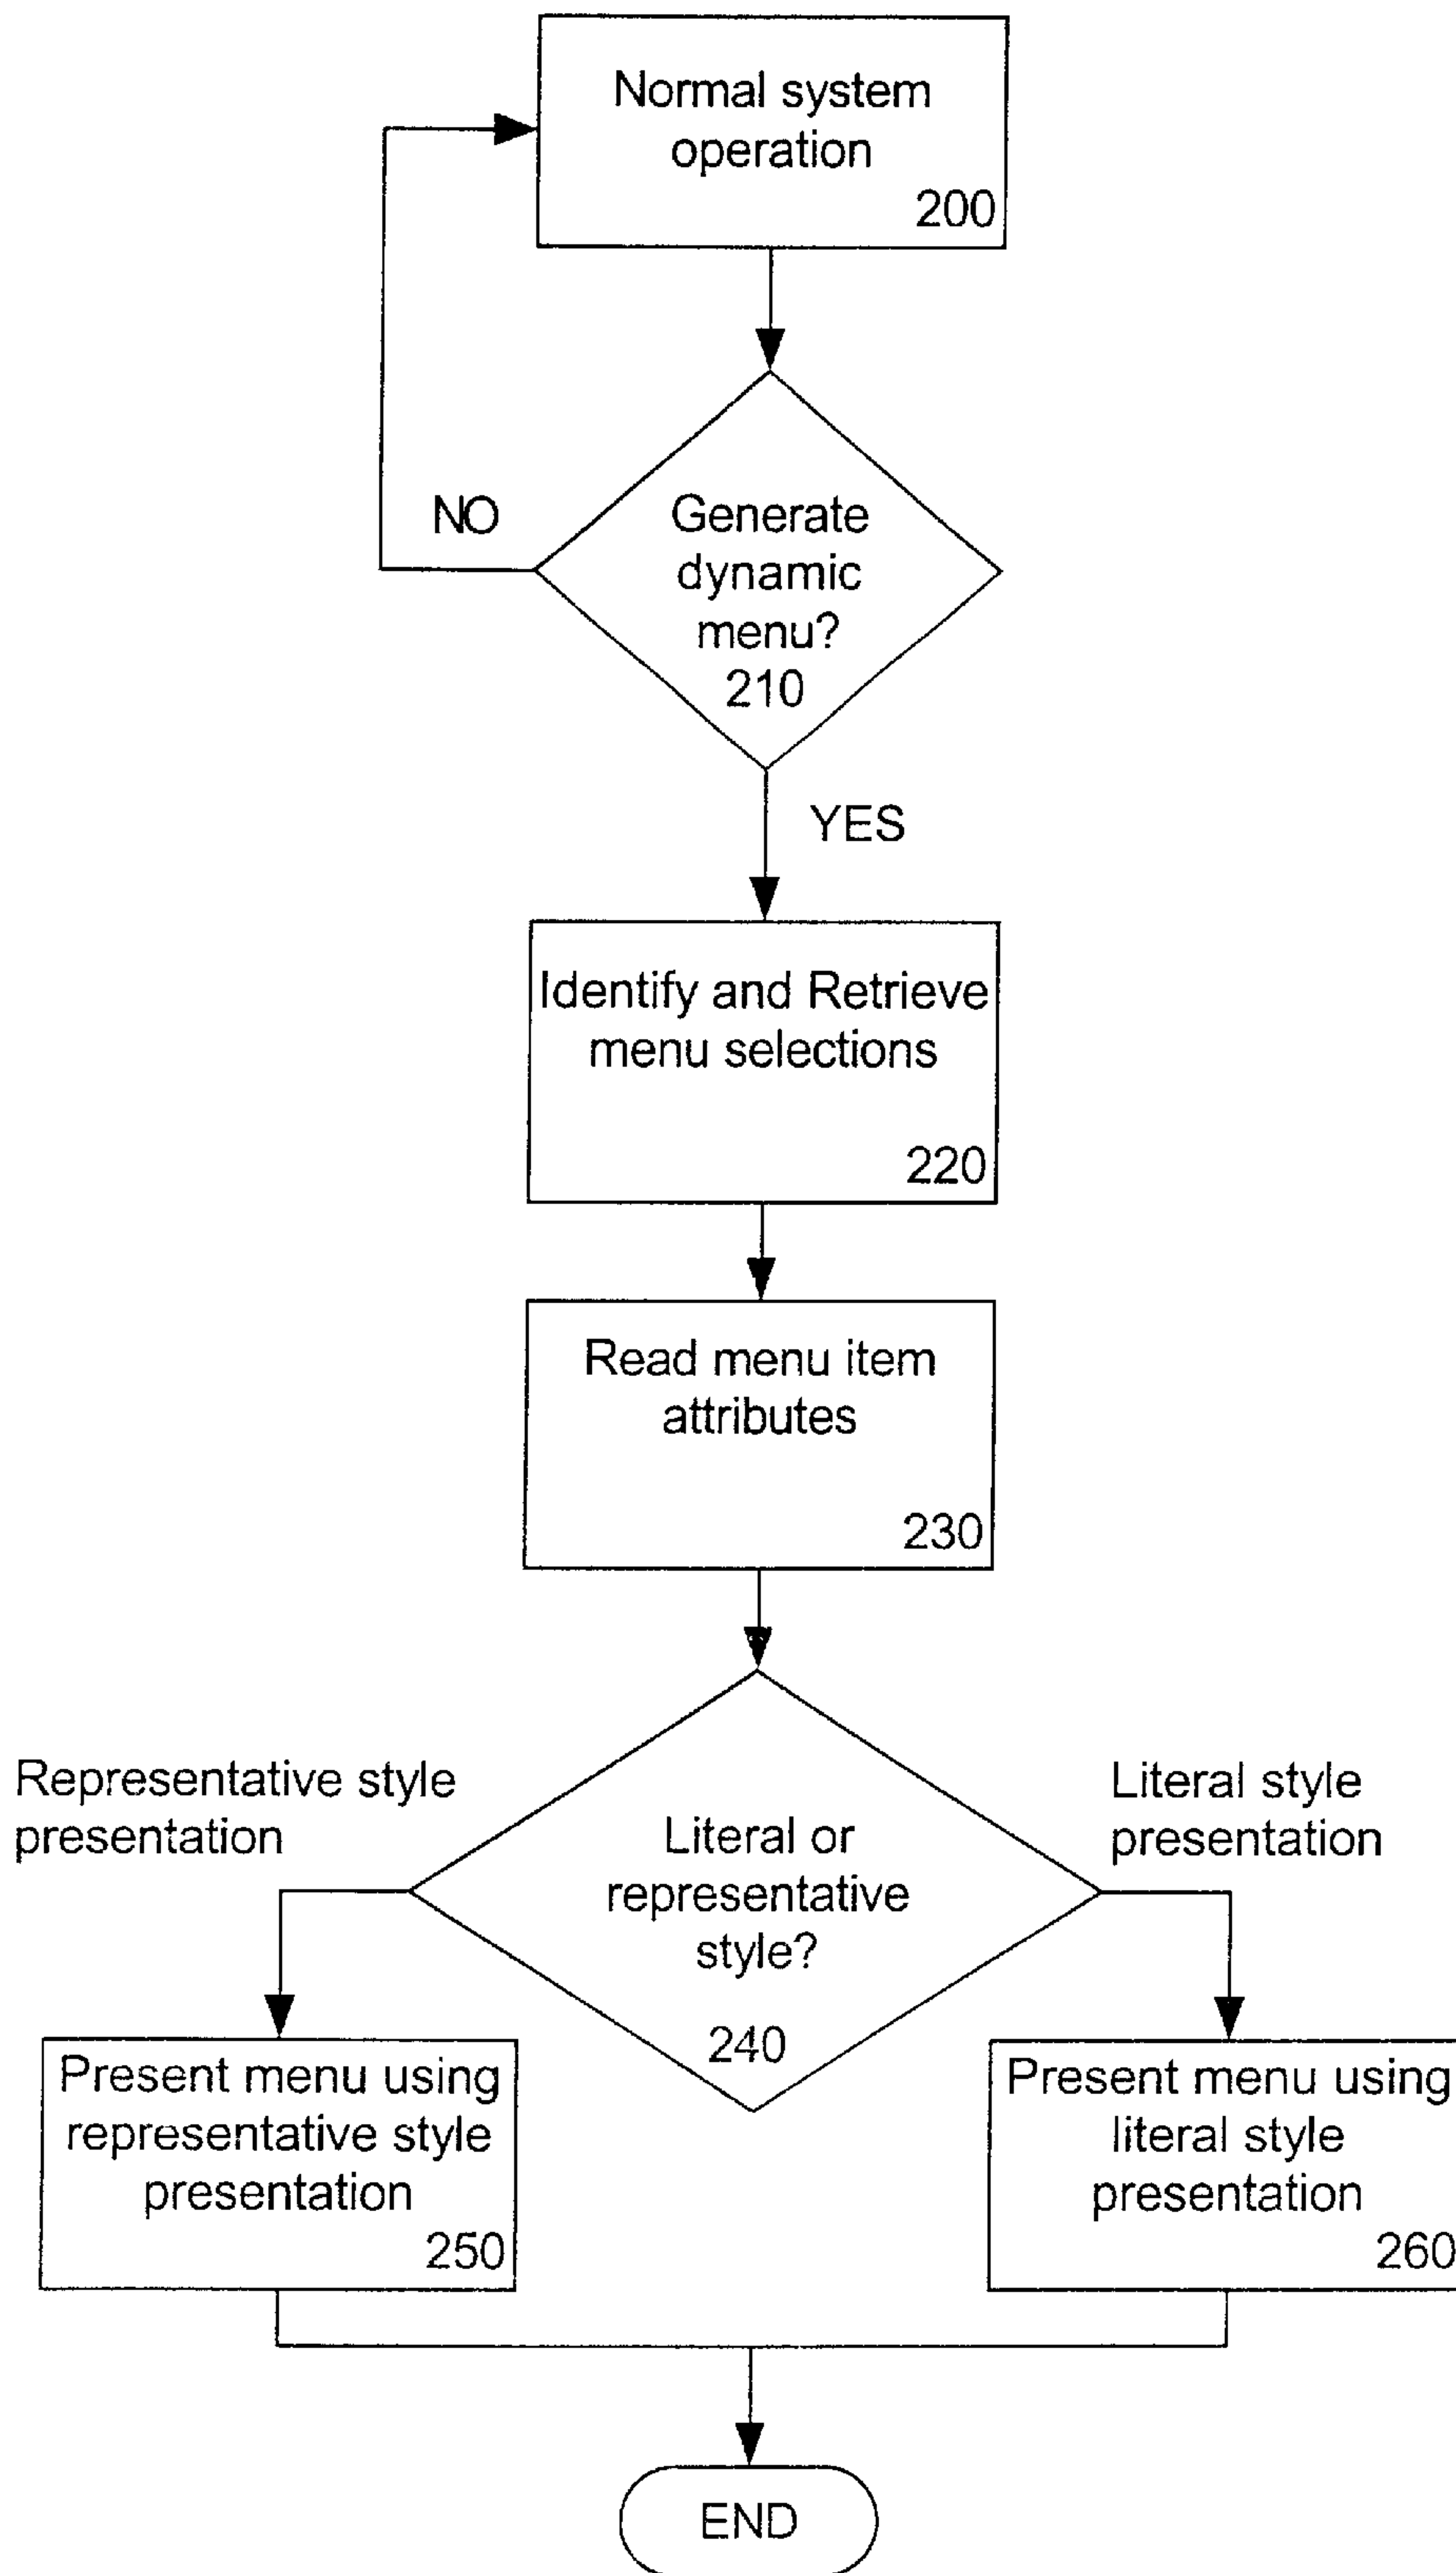 Normal system
operation
200
NO
Generate
dynamic
menu?
210
YES
Identify and Retrieve
menu selections
220
Read menu item
attributes
230
Representative style
presentation
Literal style
presentation
Literal or
representative
style?
240
Present menu using
representative style
presentation
250
Present menu using
literal style
presentation
260
END